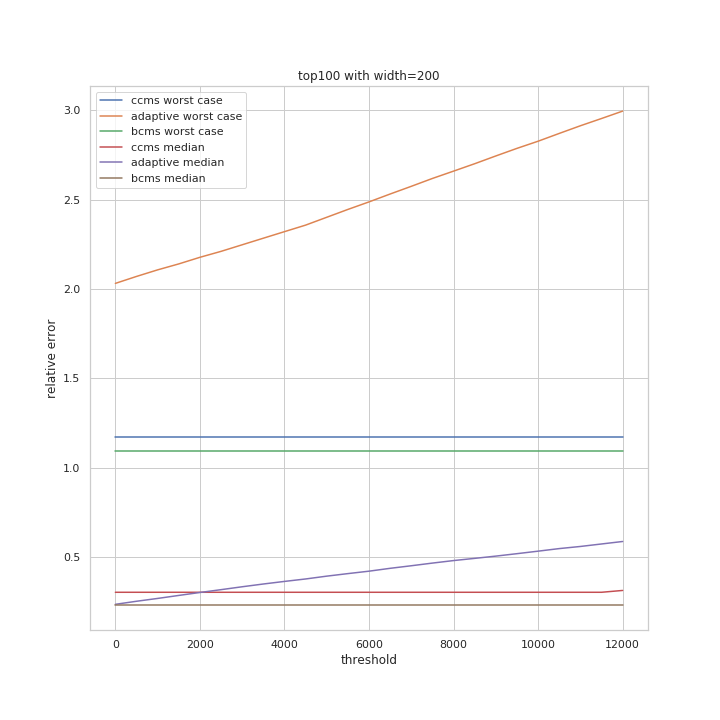 top100 with width=200
ccms worst case
adaptive worst case
bcms worst case
ccms median
adaptive median
bcms median
3.0
2.5
2.0
1.5
1.0
0.5
relative error
0 2000 4000 6000 8000 10000 12000
threshold